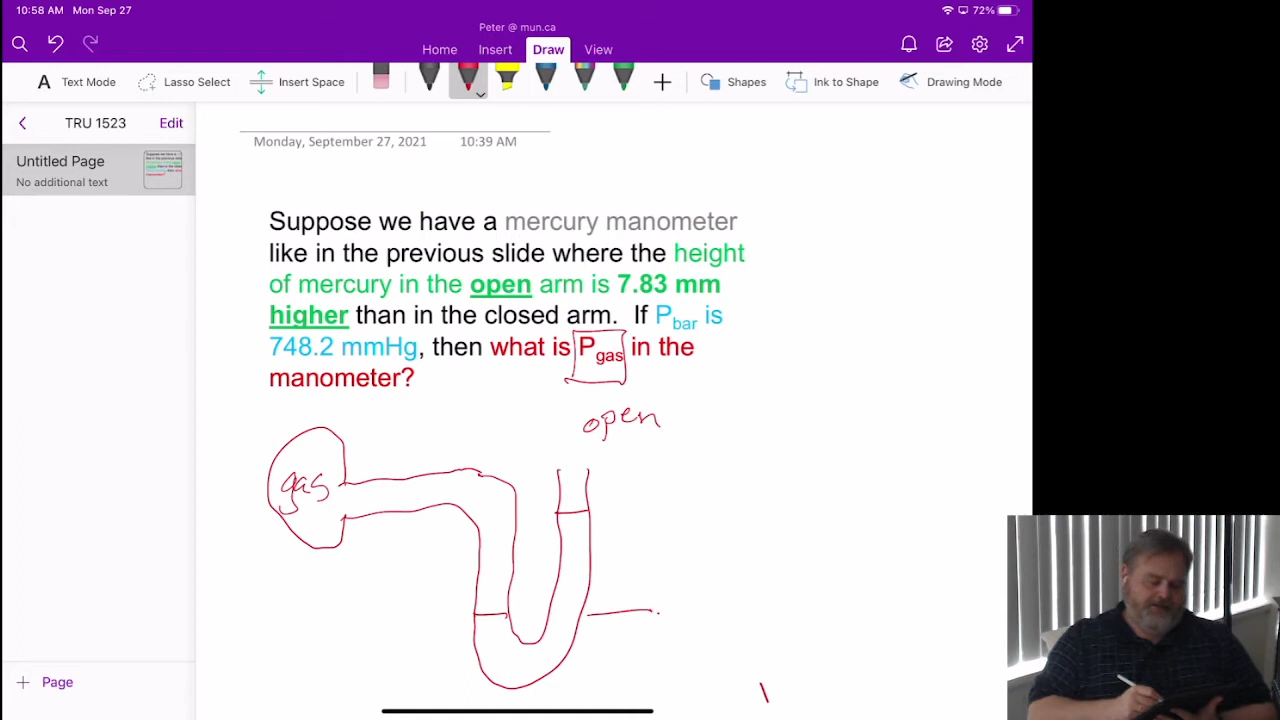 10:58 AM Mon Sep 27
72%
Peter @ mun.ca
Home Insert Draw View
A Text Mode Lasso Select Insert Space Shapes Ink to Shape Drawing Mode
TRU 1523 Edit
Untitled Page
No additional text
Monday, September 27, 2021 10:39 AM
Suppose we have a mercury manometer
like in the previous slide where the height
of mercury in the open arm is 7.83 mm
higher than in the closed arm. If Pbar is
748.2 mmHg, then what is Pgas in the
manometer?
open
gas
Page